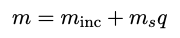 m = m_inc + m_s q